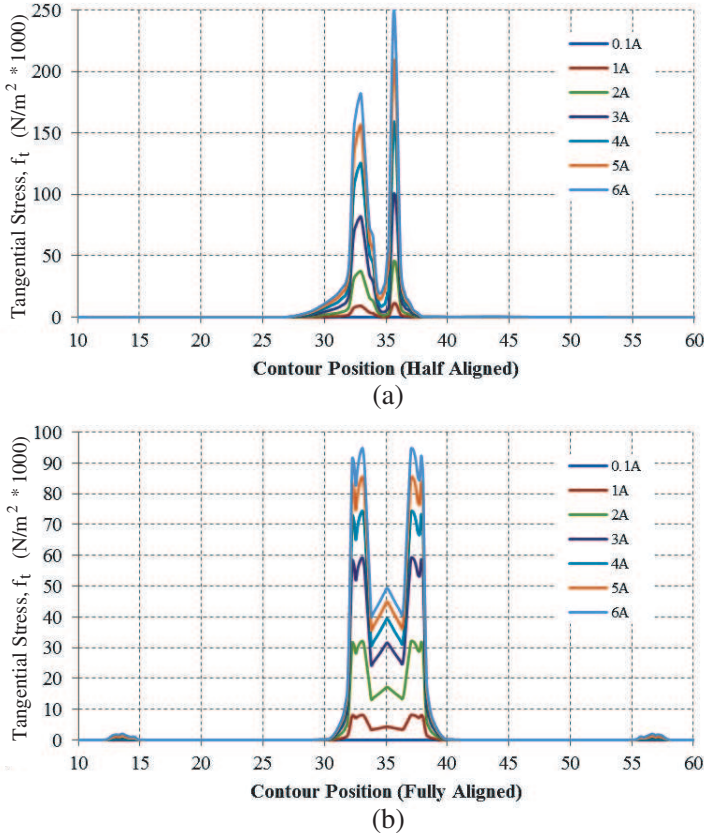 250
200
150
100
50
0
Tangential Stress, f_t (N/m² * 1000)
0.1A
1A
2A
3A
4A
5A
6A
10 15 20 25 30 35 40 45 50 55 60
Contour Position (Half Aligned)
(a)
100
90
80
70
60
50
40
30
20
10
0
Tangential Stress, f_t (N/m² * 1000)
0.1A
1A
2A
3A
4A
5A
6A
10 15 20 25 30 35 40 45 50 55 60
Contour Position (Fully Aligned)
(b)